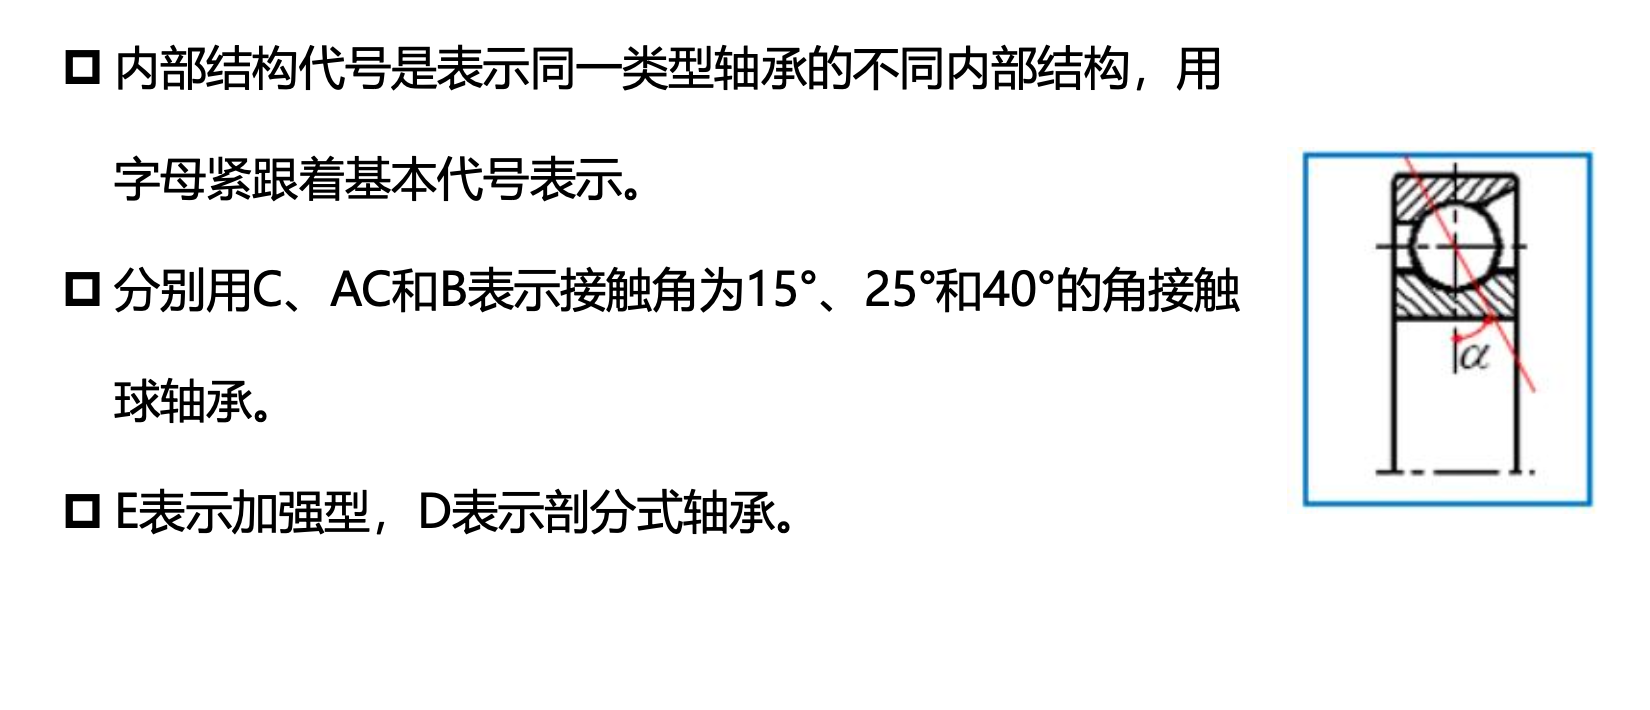 内部结构代号是表示同一类型轴承的不同内部结构，用
字母紧跟着基本代号表示。
分别用C、AC和B表示接触角为15°、25°和40°的角接触
球轴承。
E表示加强型，D表示剖分式轴承。
α